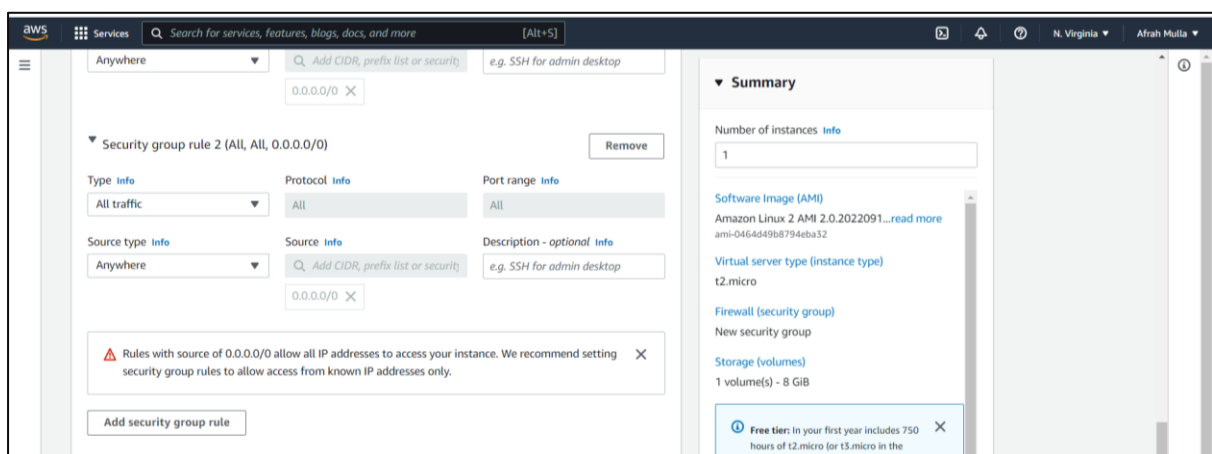 aws Services Search for services, features, blogs, docs, and more [Alt+S] N. Virginia Afrah Mulla
Anywhere Add CIDR, prefix list or securit e.g. SSH for admin desktop
0.0.0.0/0
Security group rule 2 (All, All, 0.0.0.0/0) Remove
Type Info Protocol Info Port range Info
All traffic All All
Source type Info Source Info Description - optional Info
Anywhere Add CIDR, prefix list or securit e.g. SSH for admin desktop
0.0.0.0/0
Rules with source of 0.0.0.0/0 allow all IP addresses to access your instance. We recommend setting
security group rules to allow access from known IP addresses only.
Add security group rule
Summary
Number of instances Info
1
Software Image (AMI)
Amazon Linux 2 AMI 2.0.2022091...read more
ami-0464d49b8794eba32
Virtual server type (instance type)
t2.micro
Firewall (security group)
New security group
Storage (volumes)
1 volume(s) - 8 GiB
Free tier: In your first year includes 750
hours of t2.micro (or t3.micro in the